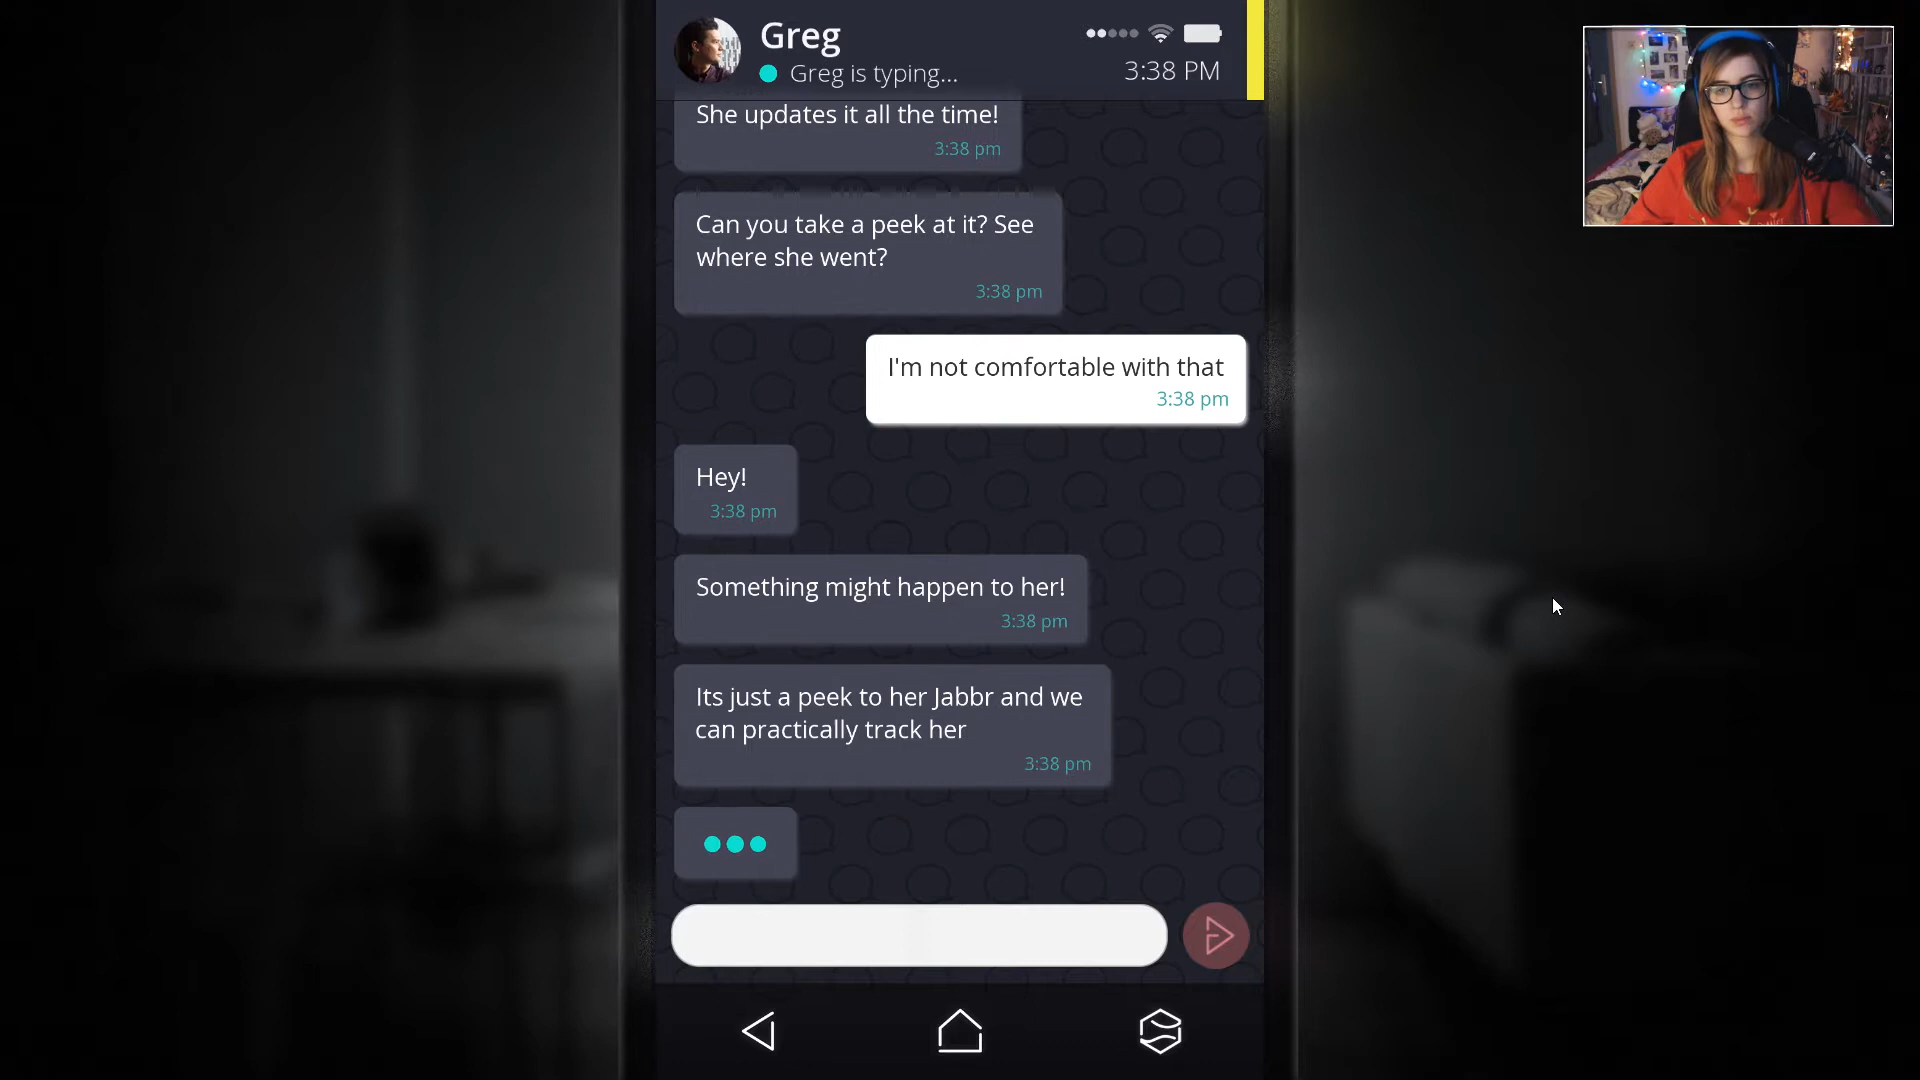 Greg
Greg is typing...
3:38 PM
She updates it all the time!
3:38 pm
Can you take a peek at it? See
where she went?
3:38 pm
I'm not comfortable with that
3:38 pm
Hey!
3:38 pm
Something might happen to her!
3:38 pm
Its just a peek to her Jabbr and we
can practically track her
3:38 pm